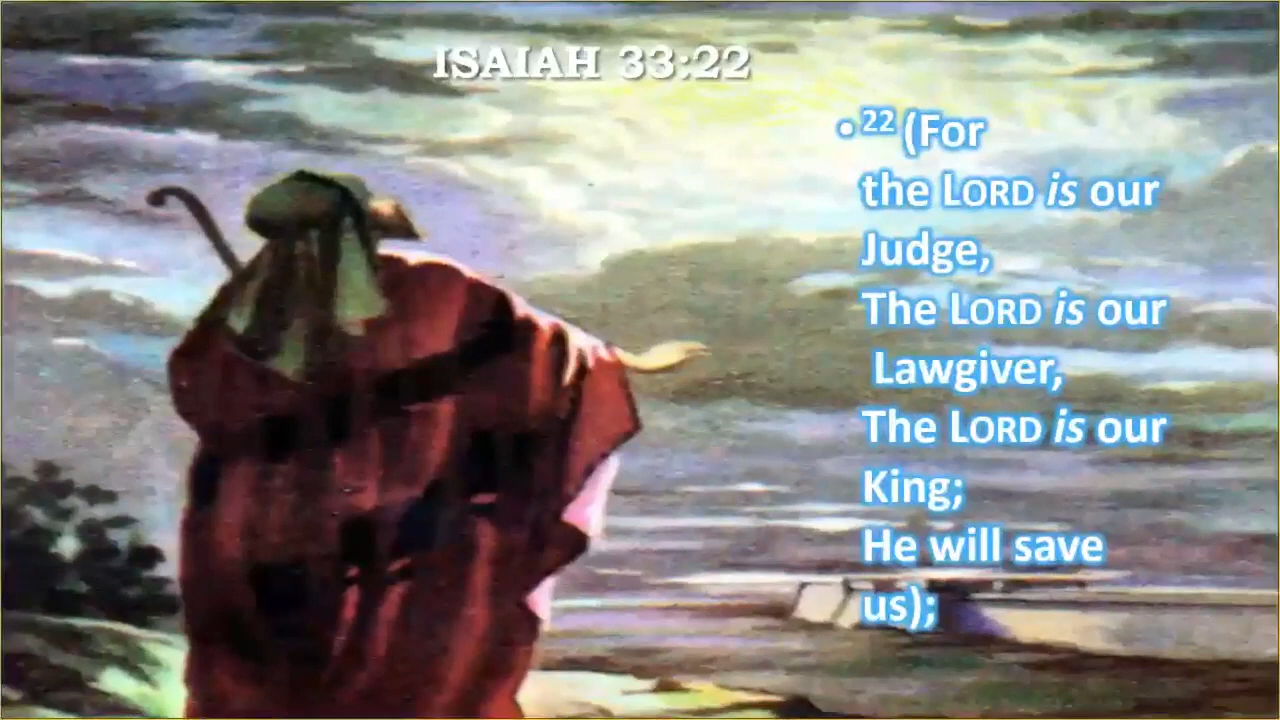 ISAIAH 33:22
• 22 (For
the LORD is our
Judge,
The LORD is our
Lawgiver,
The LORD is our
King;
He will save
us);